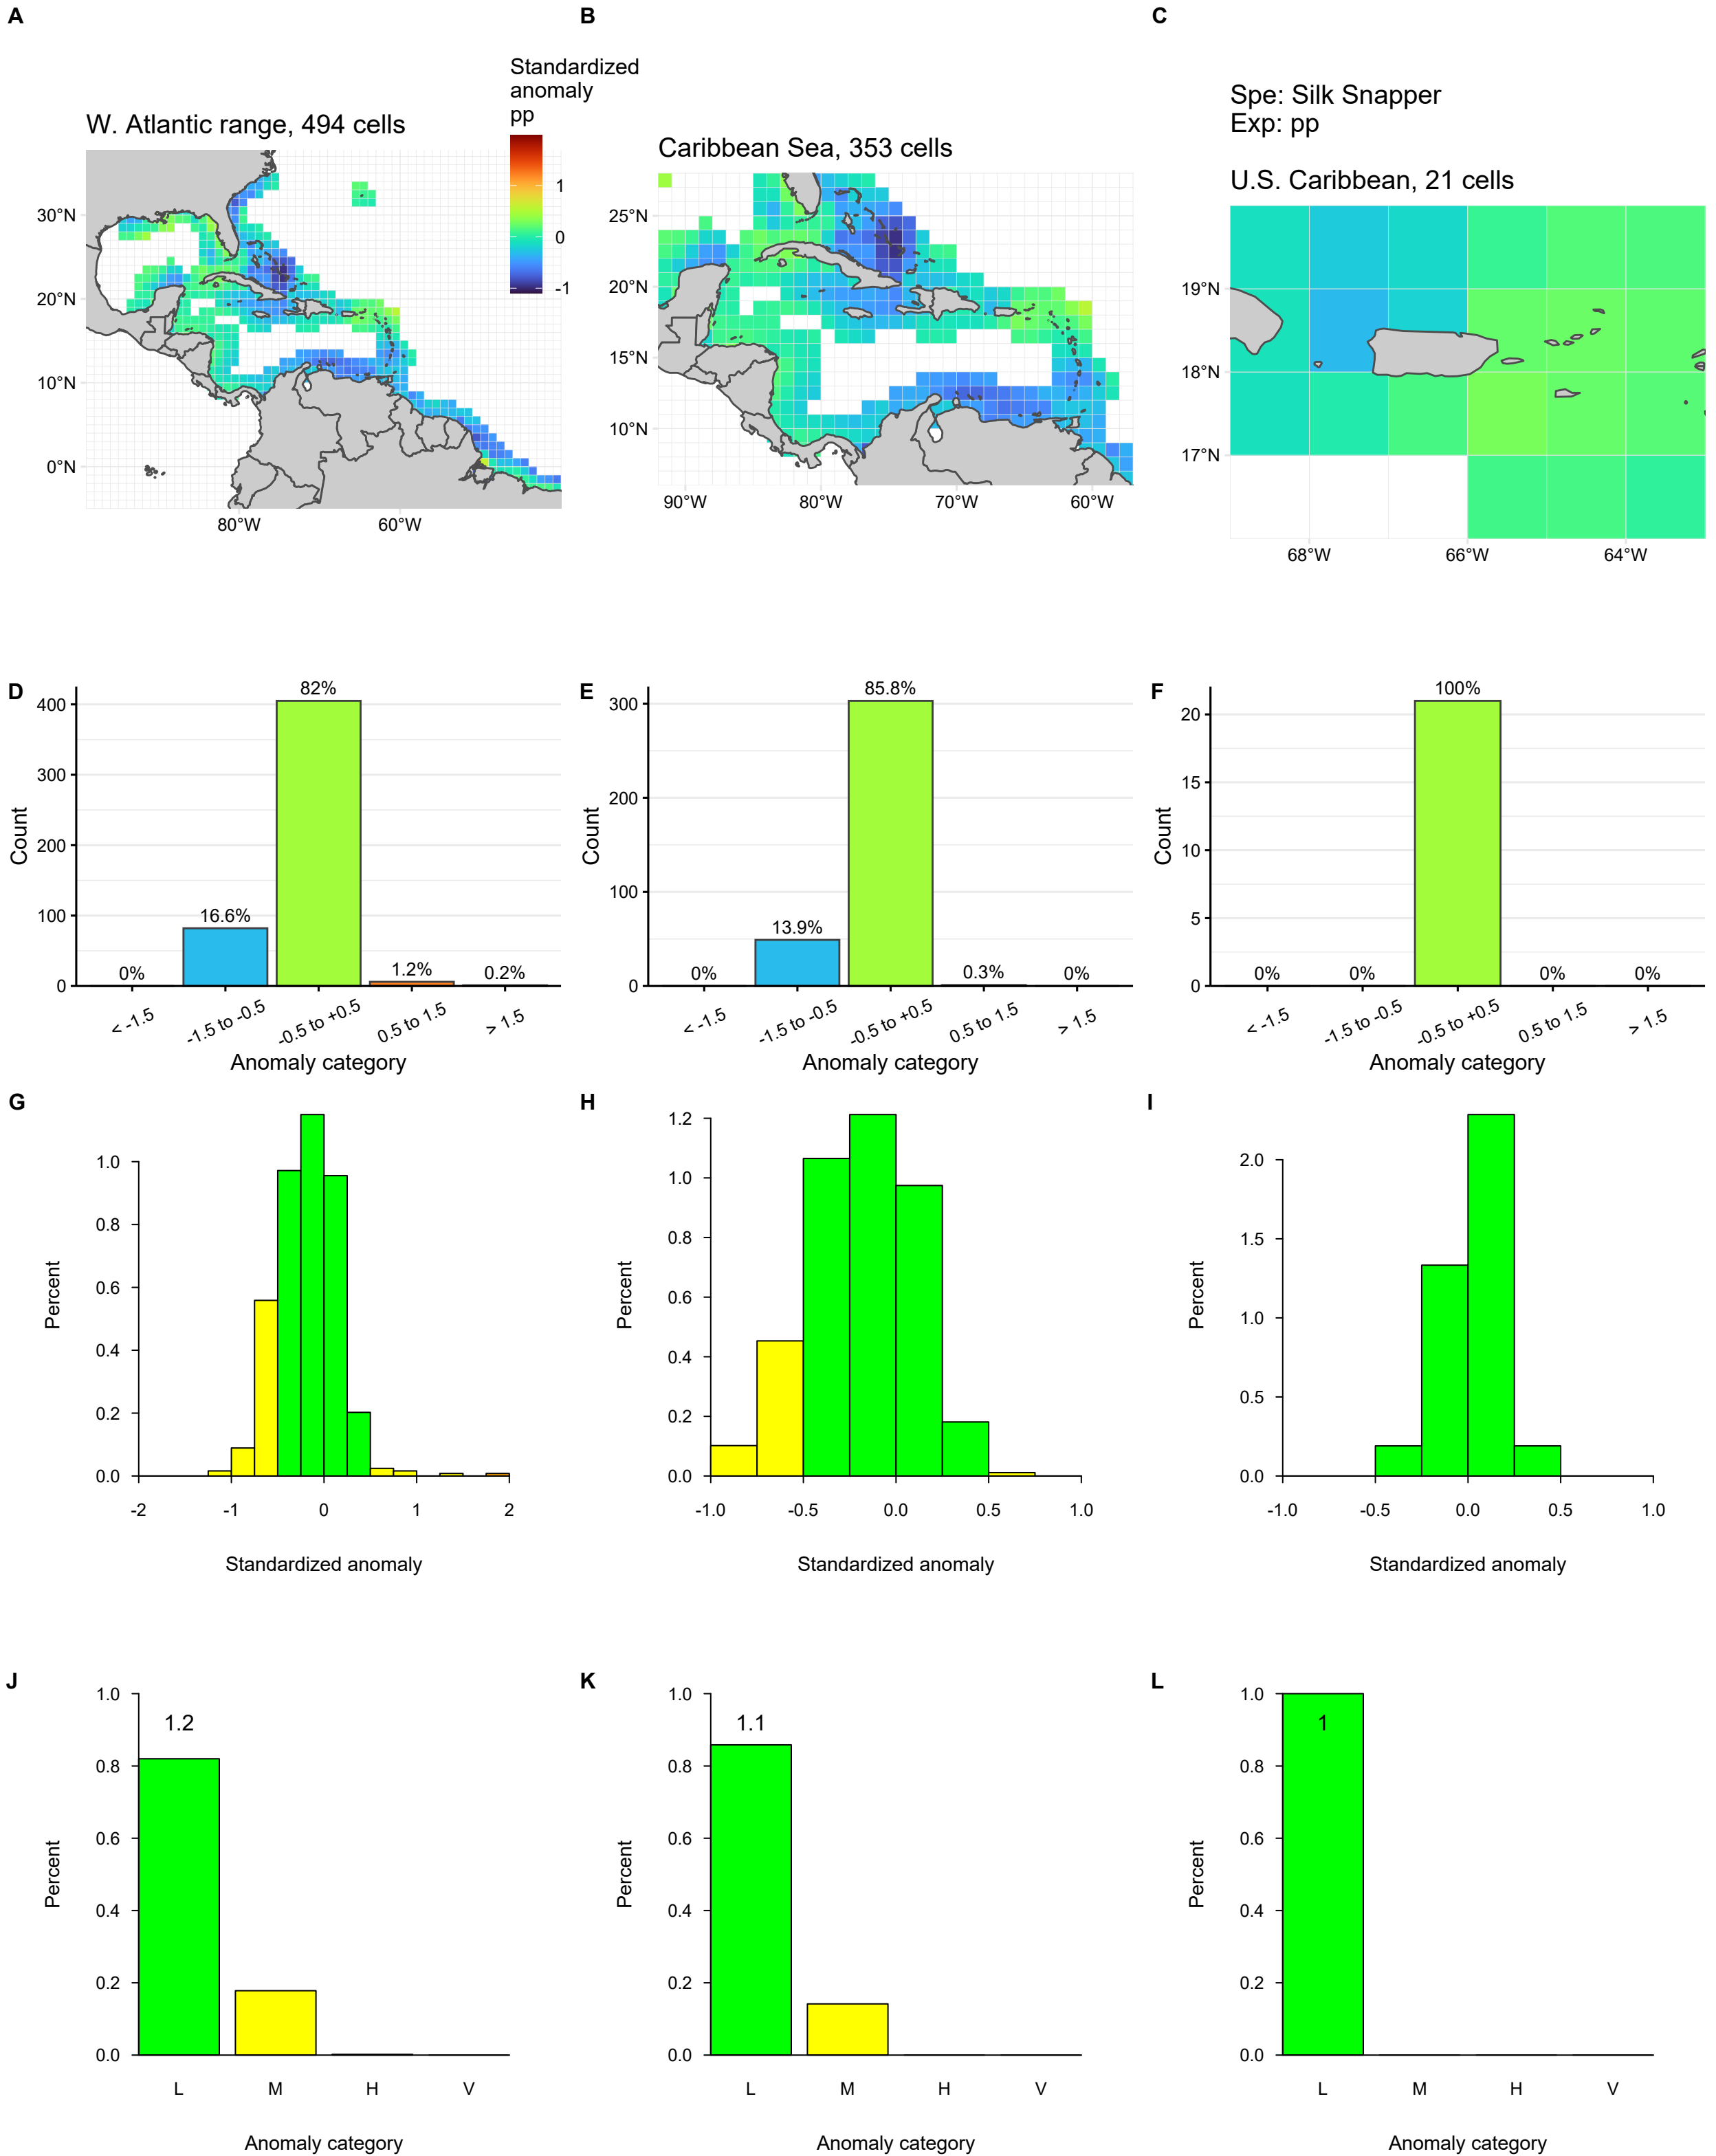 A
B
C
Standardized
anomaly
pp
1
0
-1
W. Atlantic range, 494 cells
30°N
20°N
10°N
0°N
80°W
60°W
Caribbean Sea, 353 cells
25°N
20°N
15°N
10°N
90°W
80°W
70°W
60°W
Spe: Silk Snapper
Exp: pp
U.S. Caribbean, 21 cells
19°N
18°N
17°N
68°W
66°W
64°W
D
Count
400
300
200
100
0
0%
16.6%
82%
1.2%
0.2%
< -1.5
-1.5 to -0.5
-0.5 to +0.5
0.5 to 1.5
> 1.5
Anomaly category
E
Count
300
200
100
0
0%
13.9%
85.8%
0.3%
0%
< -1.5
-1.5 to -0.5
-0.5 to +0.5
0.5 to 1.5
> 1.5
Anomaly category
F
Count
20
15
10
5
0
0%
0%
100%
0%
0%
< -1.5
-1.5 to -0.5
-0.5 to +0.5
0.5 to 1.5
> 1.5
Anomaly category
G
Percent
1.0
0.8
0.6
0.4
0.2
0.0
-2
-1
0
1
2
Standardized anomaly
H
Percent
1.2
1.0
0.8
0.6
0.4
0.2
0.0
-1.0
-0.5
0.0
0.5
1.0
Standardized anomaly
I
Percent
2.0
1.5
1.0
0.5
0.0
-1.0
-0.5
0.0
0.5
1.0
Standardized anomaly
J
Percent
1.0
0.8
0.6
0.4
0.2
0.0
1.2
L
M
H
V
Anomaly category
K
Percent
1.0
0.8
0.6
0.4
0.2
0.0
1.1
L
M
H
V
Anomaly category
L
Percent
1.0
0.8
0.6
0.4
0.2
0.0
1
L
M
H
V
Anomaly category